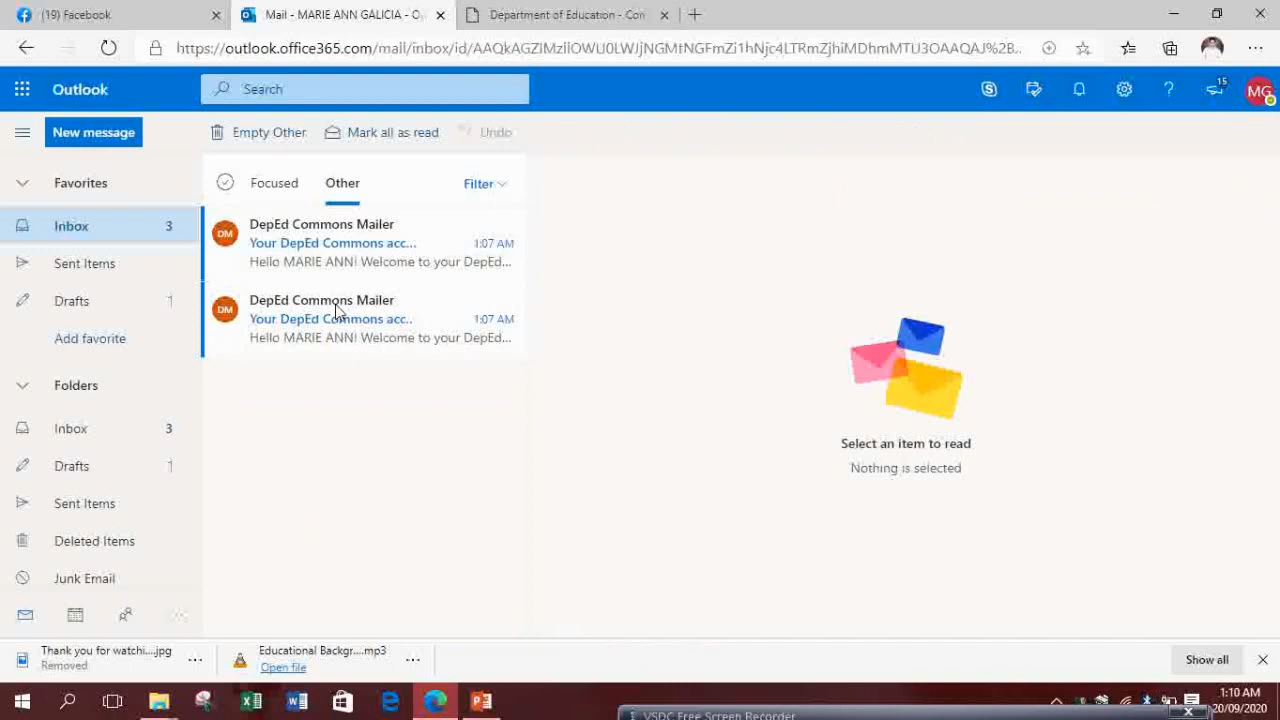 (19) Facebook
Mail - MARIE ANN GALICIA - O
Department of Education - Con
https://outlook.office365.com/mail/inbox/id/AAQkAGZiMzliOWU0LWJjNGMtNGFmZi1hNjc4LTRmZjhiMDhmMTU3OAAQAJ%2B...
Outlook
Search
15
MG
New message
Empty Other
Mark all as read
Undo
Favorites
Focused
Other
Filter
Inbox 3
DM
DepEd Commons Mailer
Your DepEd Commons acc... 1:07 AM
Hello MARIE ANN! Welcome to your DepEd...
Sent Items
Drafts 1
DM
DepEd Commons Mailer
Your DepEd Commons acc.. 1:07 AM
Hello MARIE ANN! Welcome to your DepEd...
Add favorite
Folders
Inbox 3
Drafts 1
Sent Items
Deleted Items
Junk Email
Select an item to read
Nothing is selected
Thank you for watchi....jpg
Removed
Educational Backgr....mp3
Open file
Show all
1:10 AM
20/09/2020
VSDC Free Screen Recorder